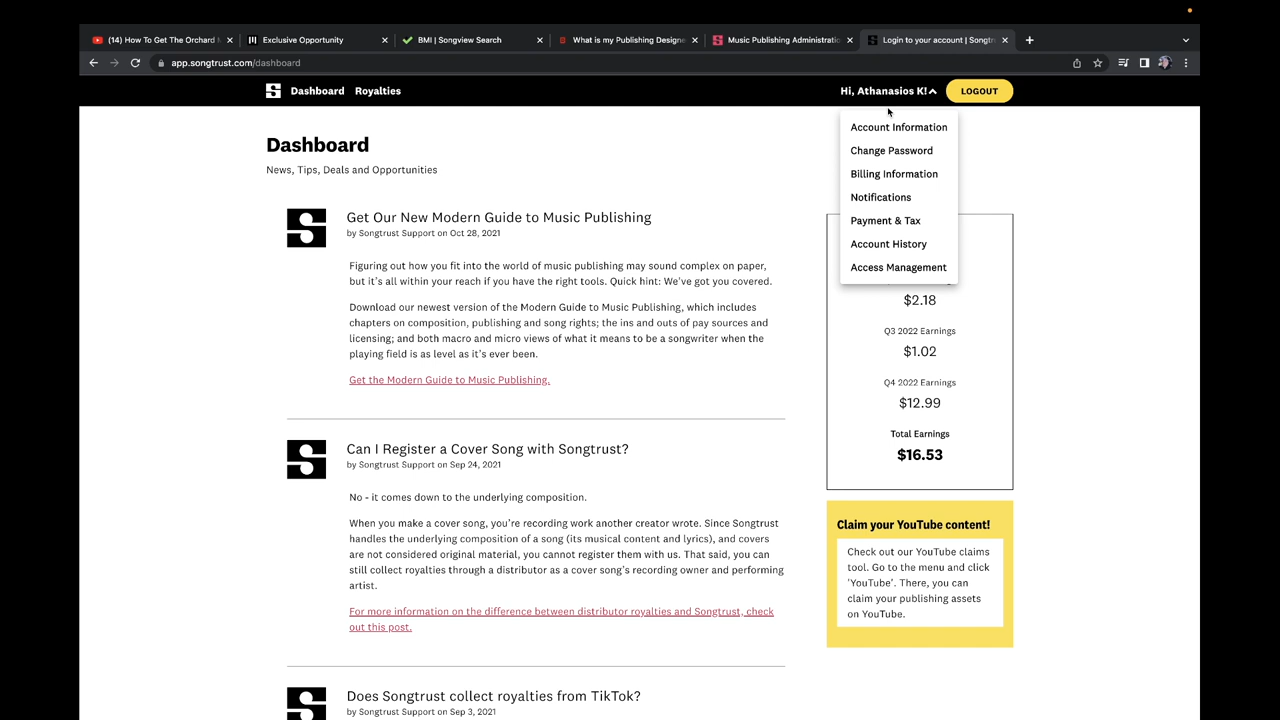 (14) How To Get The Orchard
Exclusive Opportunity
BMI | Songview Search
What is my Publishing Designe
Music Publishing Administratio
Login to your account | Songtr
app.songtrust.com/dashboard
Dashboard
Royalties
Hi, Athanasios K!
LOGOUT
Account Information
Change Password
Billing Information
Notifications
Payment & Tax
Account History
Access Management
Dashboard
News, Tips, Deals and Opportunities
Get Our New Modern Guide to Music Publishing
by Songtrust Support on Oct 28, 2021
Figuring out how you fit into the world of music publishing may sound complex on paper,
but it's all within your reach if you have the right tools. Quick hint: We've got you covered.
Download our newest version of the Modern Guide to Music Publishing, which includes
chapters on composition, publishing and song rights; the ins and outs of pay sources and
licensing; and both macro and micro views of what it means to be a songwriter when the
playing field is as level as it's ever been.
Get the Modern Guide to Music Publishing.
Can I Register a Cover Song with Songtrust?
by Songtrust Support on Sep 24, 2021
No - it comes down to the underlying composition.
When you make a cover song, you're recording work another creator wrote. Since Songtrust
handles the underlying composition of a song (its musical content and lyrics), and covers
are not considered original material, you cannot register them with us. That said, you can
still collect royalties through a distributor as a cover song's recording owner and performing
artist.
For more information on the difference between distributor royalties and Songtrust, check
out this post.
Does Songtrust collect royalties from TikTok?
by Songtrust Support on Sep 3, 2021
$2.18
Q3 2022 Earnings
$1.02
Q4 2022 Earnings
$12.99
Total Earnings
$16.53
Claim your YouTube content!
Check out our YouTube claims
tool. Go to the menu and click
'YouTube'. There, you can
claim your publishing assets
on YouTube.